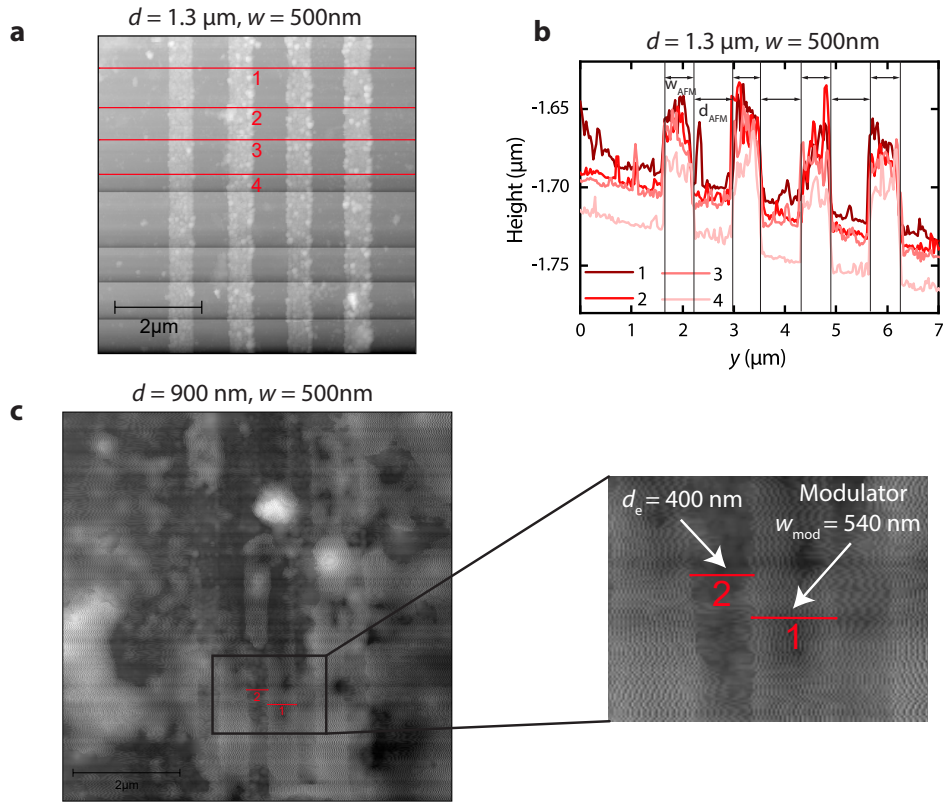 d = 1.3 µm, w = 500nm
a
1
2
3
4
2µm
b
d = 1.3 µm, w = 500nm
w_AFM
d_AFM
Height (µm)
-1.65
-1.70
-1.75
1
2
3
4
0
1
2
3
4
5
6
7
y (µm)
c
d = 900 nm, w = 500nm
2
1
2µm
d_e = 400 nm
Modulator
w_mod = 540 nm
2
1